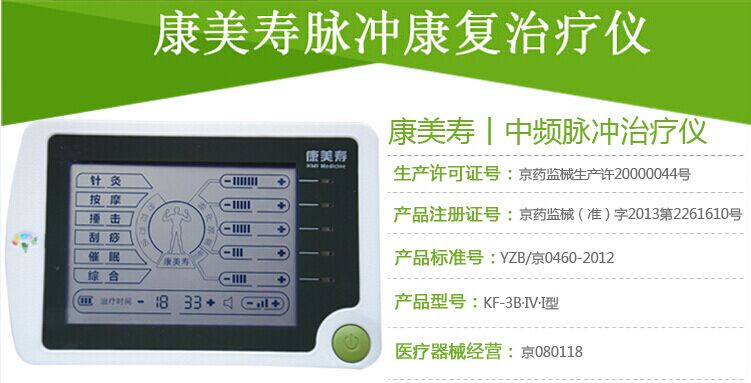 康美寿脉冲康复治疗仪
康美寿丨中频脉冲治疗仪
生产许可证号：京药监械生产许20000044号
产品注册证号：京药监械（准）字2013第2261610号
产品标准号：YZB/京0460-2012
产品型号：KF-3B·IV·I型
医疗器械经营：京080118
康美寿
KMS Medicine
针灸
按摩
捶击
刮痧
催眠
综合
康美寿
治疗时间 - 18 33 +